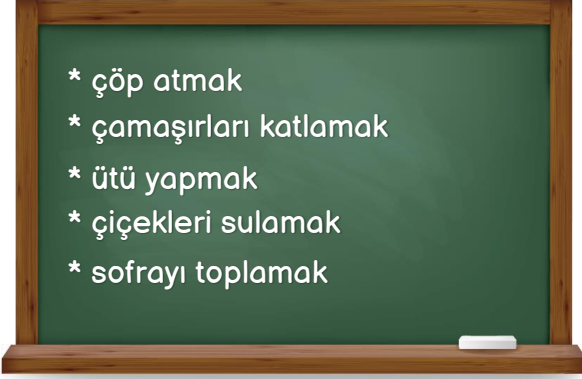 * çöp atmak
* çamaşırları katlamak
* ütü yapmak
* çiçekleri sulamak
* sofrayı toplamak